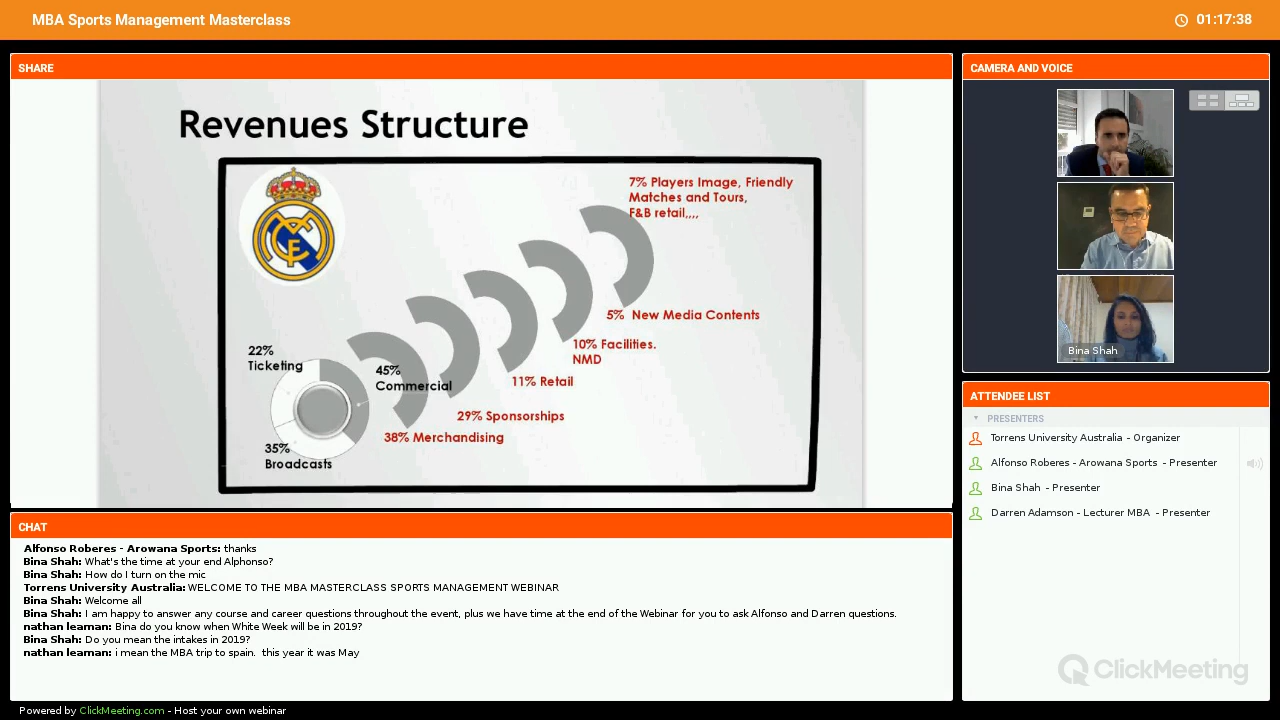 MBA Sports Management Masterclass
01:17:38
SHARE
Revenues Structure
7% Players Image, Friendly
Matches and Tours,
F&B retail,,,,
5% New Media Contents
10% Facilities.
NMD
11% Retail
29% Sponsorships
38% Merchandising
22%
Ticketing
45%
Commercial
35%
Broadcasts
CAMERA AND VOICE
Bina Shah
ATTENDEE LIST
PRESENTERS
Torrens University Australia - Organizer
Alfonso Roberes - Arowana Sports - Presenter
Bina Shah - Presenter
Darren Adamson - Lecturer MBA - Presenter
ClickMeeting
CHAT
Alfonso Roberes - Arowana Sports: thanks
Bina Shah: What's the time at your end Alphonso?
Bina Shah: How do I turn on the mic
Torrens University Australia: WELCOME TO THE MBA MASTERCLASS SPORTS MANAGEMENT WEBINAR
Bina Shah: Welcome all
Bina Shah: I am happy to answer any course and career questions throughout the event, plus we have time at the end of the Webinar for you to ask Alfonso and Darren questions.
nathan leaman: Bina do you know when White Week will be in 2019?
Bina Shah: Do you mean the intakes in 2019?
nathan leaman: i mean the MBA trip to spain. this year it was May
Powered by ClickMeeting.com - Host your own webinar